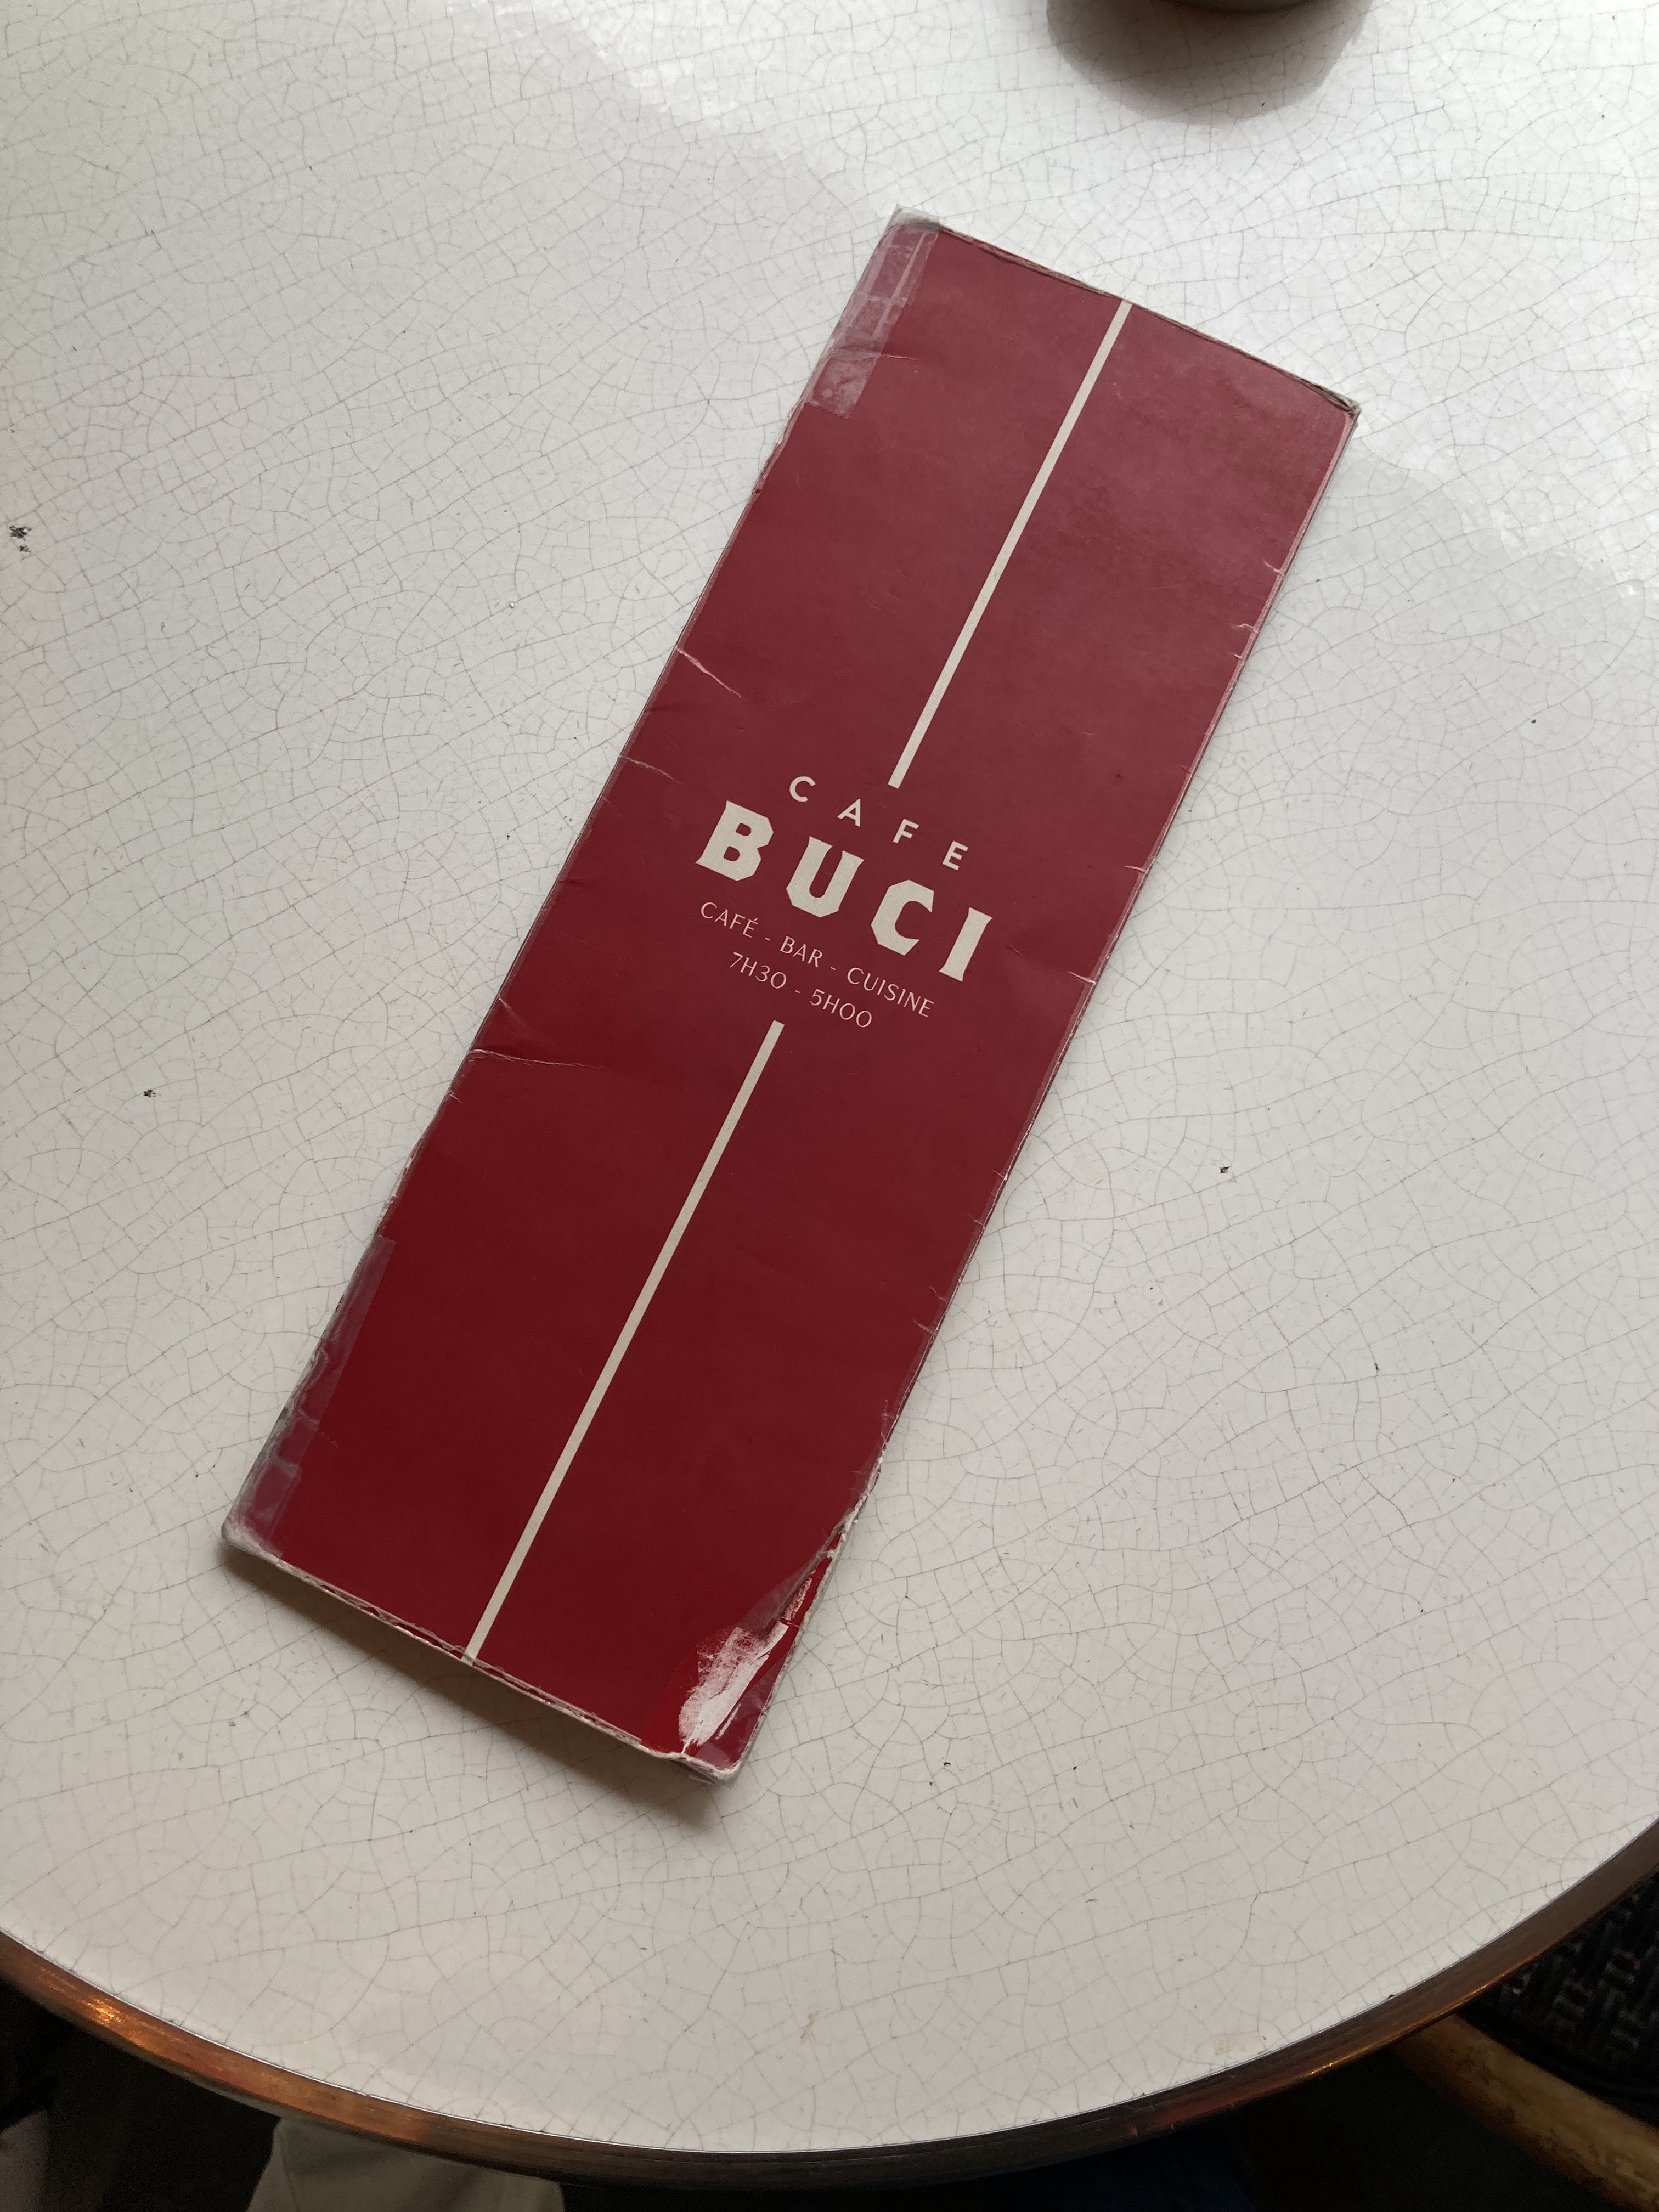 CAFE
BUCI
CAFÉ - BAR - CUISINE
7H30 - 5H00